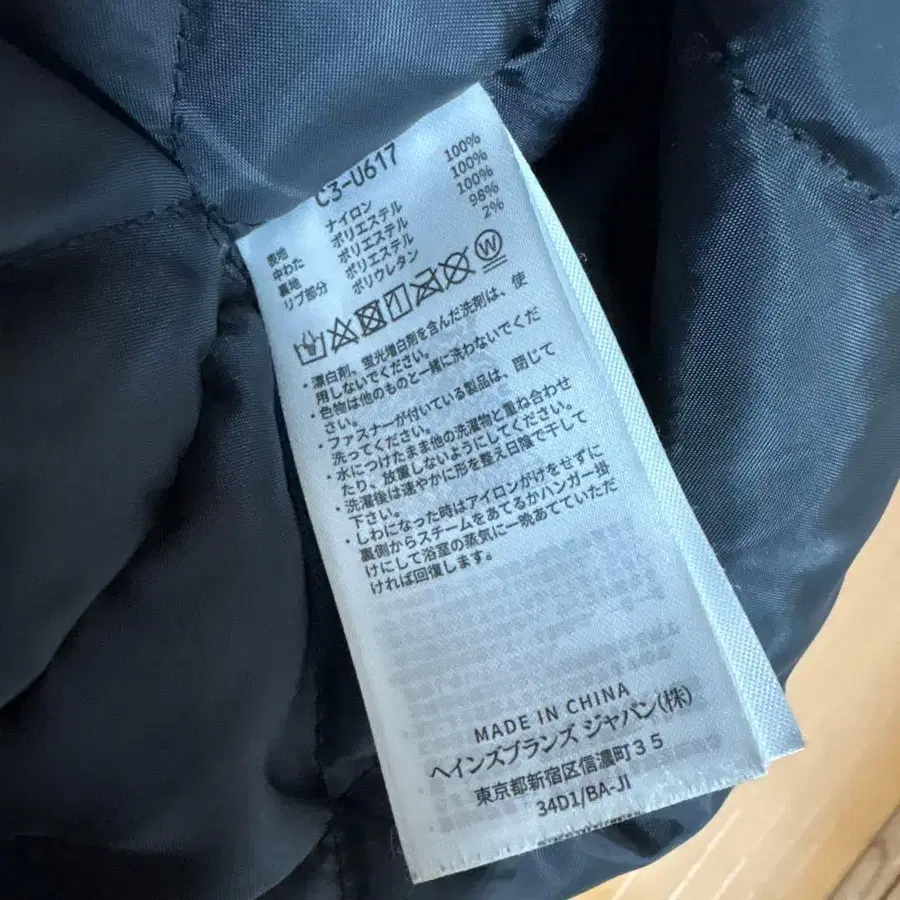 C3-U617
表地 ナイロン 100%
中わた ポリエステル 100%
裏地 ポリエステル 100%
リブ部分 ポリエステル 98%
ポリウレタン 2%
・漂白剤、蛍光増白剤を含んだ洗剤は、使
用しないでください。
・色物は他のものと一緒に洗わないでくだ
さい。
・ファスナーが付いている製品は、閉じて
洗ってください。
・水につけたまま他の洗濯物と重ね合わせ
たり、放置しないようにしてください。
・洗濯後は速やかに形を整え日陰で干して
下さい。
・しわになった時はアイロンがけをせずに
裏側からスチームをあてるかハンガー掛
けにして浴室の蒸気に一晩あてていただ
ければ回復します。
MADE IN CHINA
ヘインズブランズ ジャパン(株)
東京都新宿区信濃町35
34D1/BA-JI